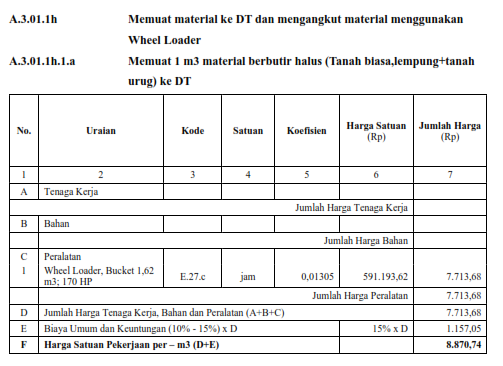 A.3.01.1h Memuat material ke DT dan mengangkut material menggunakan
Wheel Loader
A.3.01.1h.1.a Memuat 1 m3 material berbutir halus (Tanah biasa,lempung+tanah
urug) ke DT
No. Uraian Kode Satuan Koefisien Harga Satuan (Rp) Jumlah Harga (Rp)
1 2 3 4 5 6 7
A Tenaga Kerja
Jumlah Harga Tenaga Kerja
B Bahan
Jumlah Harga Bahan
C Peralatan
1 Wheel Loader, Bucket 1,62
m3; 170 HP E.27.c jam 0,01305 591.193,62 7.713,68
Jumlah Harga Peralatan 7.713,68
D Jumlah Harga Tenaga Kerja, Bahan dan Peralatan (A+B+C) 7.713,68
E Biaya Umum dan Keuntungan (10% - 15%) x D 15% x D 1.157,05
F Harga Satuan Pekerjaan per – m3 (D+E) 8.870,74